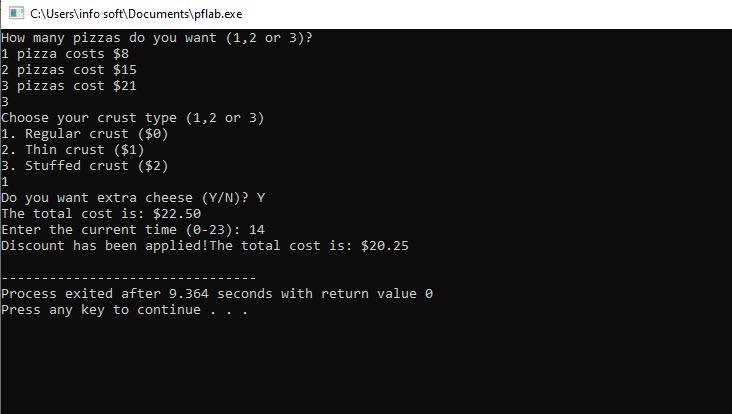 C:\Users\info soft\Documents\pflab.exe
How many pizzas do you want (1,2 or 3)?
1 pizza costs $8
2 pizzas cost $15
3 pizzas cost $21
3
Choose your crust type (1,2 or 3)
1. Regular crust ($0)
2. Thin crust ($1)
3. Stuffed crust ($2)
1
Do you want extra cheese (Y/N)? Y
The total cost is: $22.50
Enter the current time (0-23): 14
Discount has been applied!The total cost is: $20.25
--------------------------------
Process exited after 9.364 seconds with return value 0
Press any key to continue . . .